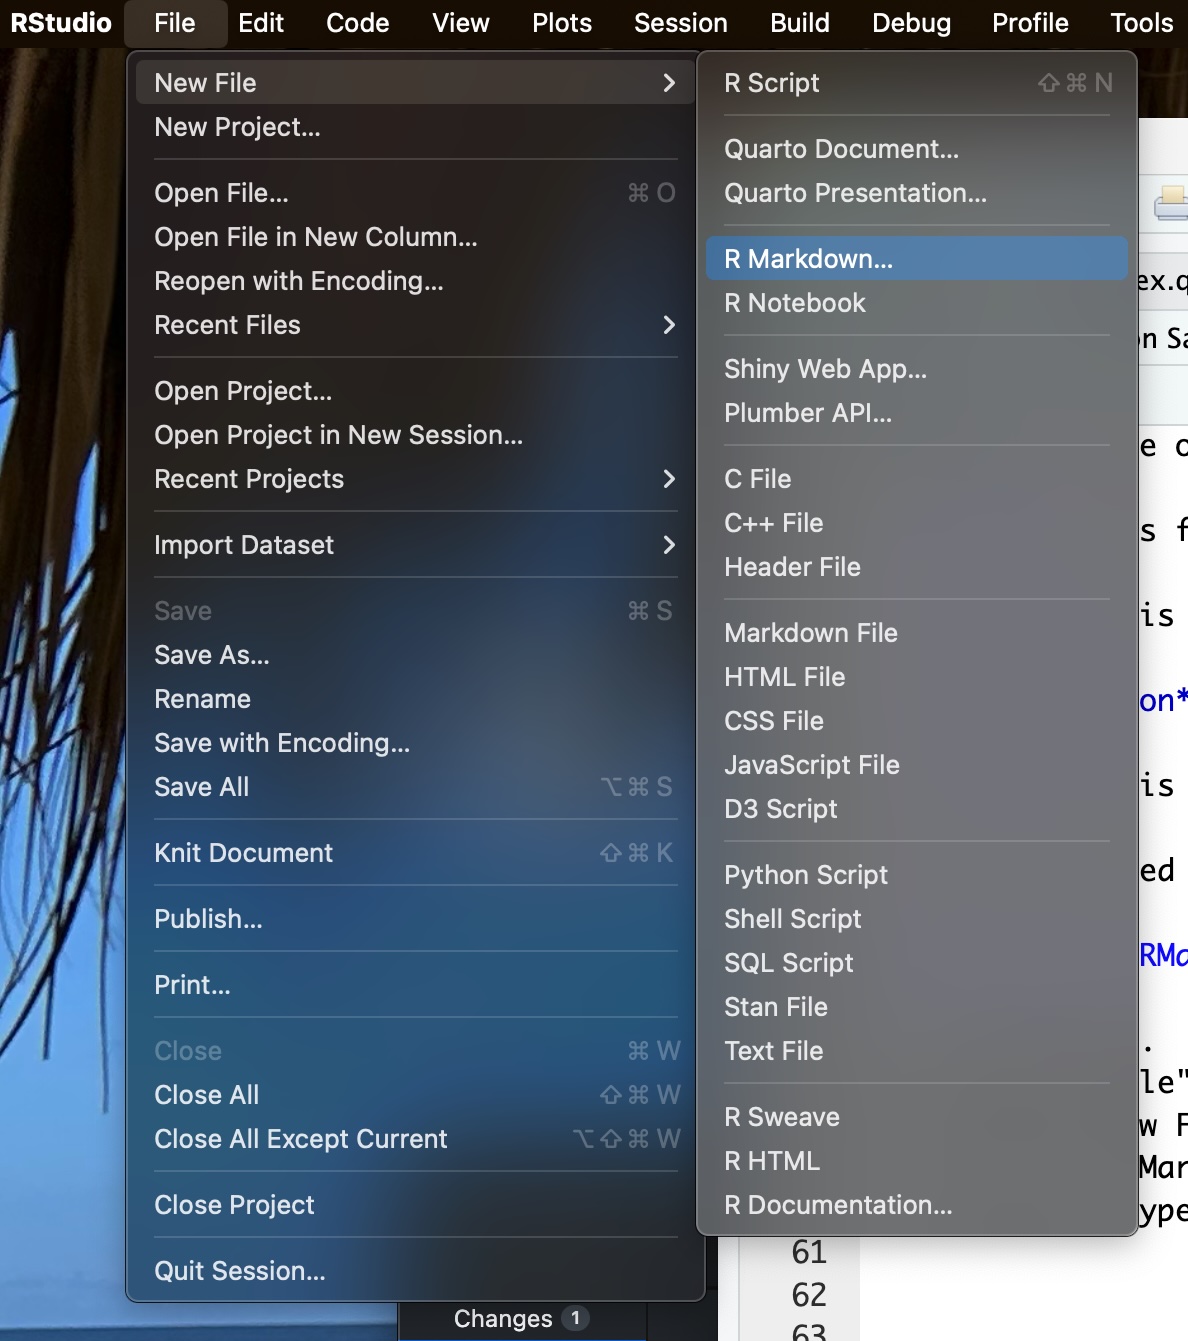 RStudio File Edit Code View Plots Session Build Debug Profile Tools
New File
New Project...
Open File... ⌘ O
Open File in New Column...
Reopen with Encoding...
Recent Files
Open Project...
Open Project in New Session...
Recent Projects
Import Dataset
Save ⌘ S
Save As...
Rename
Save with Encoding...
Save All ⌥ ⌘ S
Knit Document ⇧ ⌘ K
Publish...
Print...
Close ⌘ W
Close All ⇧ ⌘ W
Close All Except Current ⌥ ⇧ ⌘ W
Close Project
Quit Session...
R Script ⇧ ⌘ N
Quarto Document...
Quarto Presentation...
R Markdown...
R Notebook
Shiny Web App...
Plumber API...
C File
C++ File
Header File
Markdown File
HTML File
CSS File
JavaScript File
D3 Script
Python Script
Shell Script
SQL Script
Stan File
Text File
R Sweave
R HTML
R Documentation...
ex.q
on Sa
e
s f
is
on*
is
ed
RMa
.
le"
w F
Mar
ype
61
62
63
Changes 1